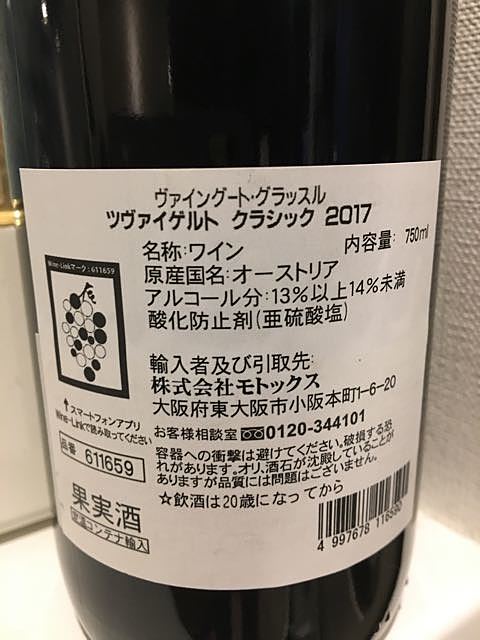 ヴァイングート・グラッスル
ツヴァイゲルト クラシック 2017
名称:ワイン
内容量: 750ml
原産国名:オーストリア
アルコール分:13%以上14%未満
酸化防止剤(亜硫酸塩)
Wine-Linkマーク:611659
スマートフォンアプリ
Wine-Linkで読み取ってください
品番 611659
輸入者及び引取先:
株式会社モトックス
大阪府東大阪市小阪本町1-6-20
お客様相談室 0120-344101
容器への衝撃は避けてください。破損する恐
れがあります。オリ、酒石が沈殿していることが
ありますが品質には問題はございません。
☆飲酒は20歳になってから
果実酒
定温コンテナ輸入
4 997678 116590